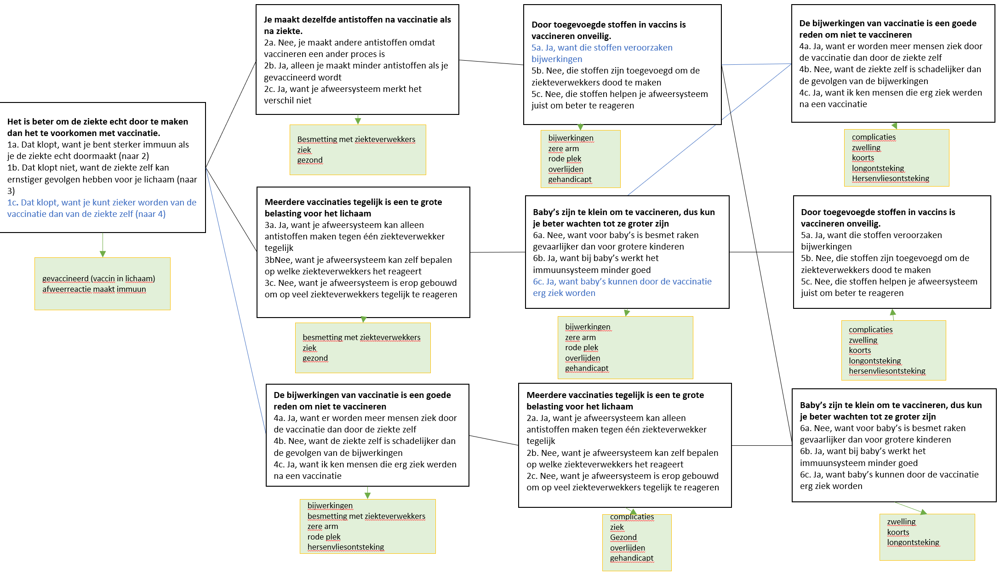 Het is beter om de ziekte echt door te maken
dan het te voorkomen met vaccinatie.
1a. Dat klopt, want je bent sterker immuun als
je de ziekte echt doormaakt (naar 2)
1b. Dat klopt niet, want de ziekte zelf kan
ernstiger gevolgen hebben voor je lichaam (naar
3)
1c. Dat klopt, want je kunt zieker worden van de
vaccinatie dan van de ziekte zelf (naar 4)
gevaccineerd (vaccin in lichaam)
afweerreactie maakt immuun
Je maakt dezelfde antistoffen na vaccinatie als
na ziekte.
2a. Nee, je maakt andere antistoffen omdat
vaccineren een ander proces is
2b. Ja, alleen je maakt minder antistoffen als je
gevaccineerd wordt
2c. Ja, want je afweersysteem merkt het
verschil niet
Besmetting met ziekteverwekkers
ziek
gezond
Meerdere vaccinaties tegelijk is een te grote
belasting voor het lichaam
3a. Ja, want je afweersysteem kan alleen
antistoffen maken tegen één ziekteverwekker
tegelijk
3bNee, want je afweersysteem kan zelf bepalen
op welke ziekteverwekkers het reageert
3c. Nee, want je afweersysteem is erop gebouwd
om op veel ziekteverwekkers tegelijk te reageren
besmetting met ziekteverwekkers
ziek
gezond
De bijwerkingen van vaccinatie is een goede
reden om niet te vaccineren
4a. Ja, want er worden meer mensen ziek door
de vaccinatie dan door de ziekte zelf
4b. Nee, want de ziekte zelf is schadelijker dan
de gevolgen van de bijwerkingen
4c. Ja, want ik ken mensen die erg ziek werden
na een vaccinatie
bijwerkingen
besmetting met ziekteverwekkers
zere arm
rode plek
hersenvliesontsteking
Door toegevoegde stoffen in vaccins is
vaccineren onveilig.
5a. Ja, want die stoffen veroorzaken
bijwerkingen
5b. Nee, die stoffen zijn toegevoegd om de
ziekteverwekkers dood te maken
5c. Nee, die stoffen helpen je afweersysteem
juist om beter te reageren
bijwerkingen
zere arm
rode plek
overlijden
gehandicapt
Baby's zijn te klein om te vaccineren, dus kun
je beter wachten tot ze groter zijn
6a. Nee, want voor baby's is besmet raken
gevaarlijker dan voor grotere kinderen
6b. Ja, want bij baby's werkt het
immuunsysteem minder goed
6c. Ja, want baby's kunnen door de vaccinatie
erg ziek worden
bijwerkingen
zere arm
rode plek
overlijden
gehandicapt
Meerdere vaccinaties tegelijk is een te grote
belasting voor het lichaam
2a. Ja, want je afweersysteem kan alleen
antistoffen maken tegen één ziekteverwekker
tegelijk
2b. Nee, want je afweersysteem kan zelf bepalen
op welke ziekteverwekkers het reageert
2c. Nee, want je afweersysteem is erop gebouwd
om op veel ziekteverwekkers tegelijk te reageren
complicaties
ziek
Gezond
overlijden
gehandicapt
De bijwerkingen van vaccinatie is een goede
reden om niet te vaccineren
4a. Ja, want er worden meer mensen ziek door
de vaccinatie dan door de ziekte zelf
4b. Nee, want de ziekte zelf is schadelijker dan
de gevolgen van de bijwerkingen
4c. Ja, want ik ken mensen die erg ziek werden
na een vaccinatie
complicaties
zwelling
koorts
longontsteking
Hersenvliesontsteking
Door toegevoegde stoffen in vaccins is
vaccineren onveilig.
5a. Ja, want die stoffen veroorzaken
bijwerkingen
5b. Nee, die stoffen zijn toegevoegd om de
ziekteverwekkers dood te maken
5c. Nee, die stoffen helpen je afweersysteem
juist om beter te reageren
complicaties
zwelling
koorts
longontsteking
hersenvliesontsteking
Baby's zijn te klein om te vaccineren, dus kun
je beter wachten tot ze groter zijn
6a. Nee, want voor baby's is besmet raken
gevaarlijker dan voor grotere kinderen
6b. Ja, want bij baby's werkt het
immuunsysteem minder goed
6c. Ja, want baby's kunnen door de vaccinatie
erg ziek worden
zwelling
koorts
longontsteking